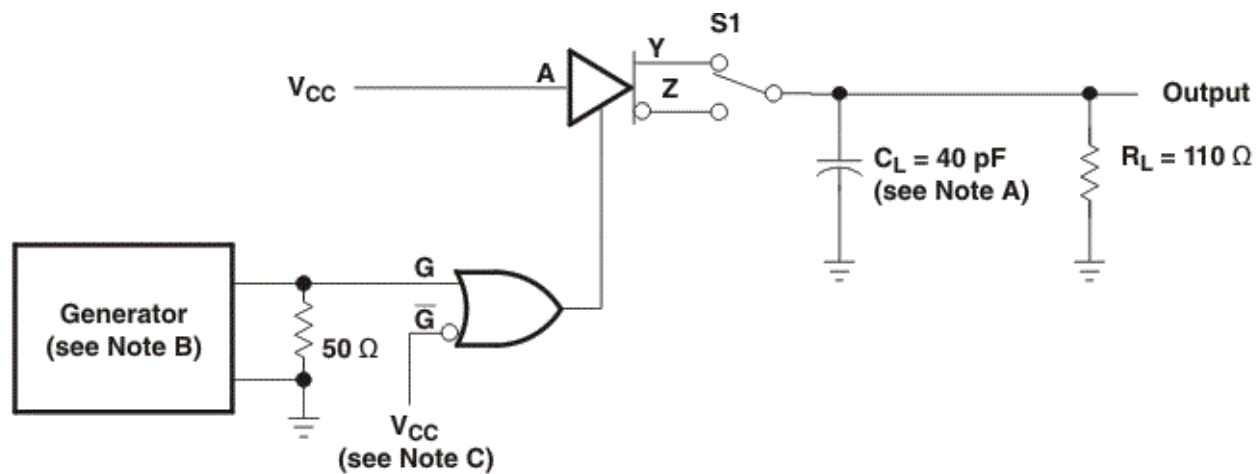 S1
Y
A
Z
VCC
Output
CL = 40 pF
(see Note A)
RL = 110 Ω
G
Generator
(see Note B)
G̅
50 Ω
VCC
(see Note C)